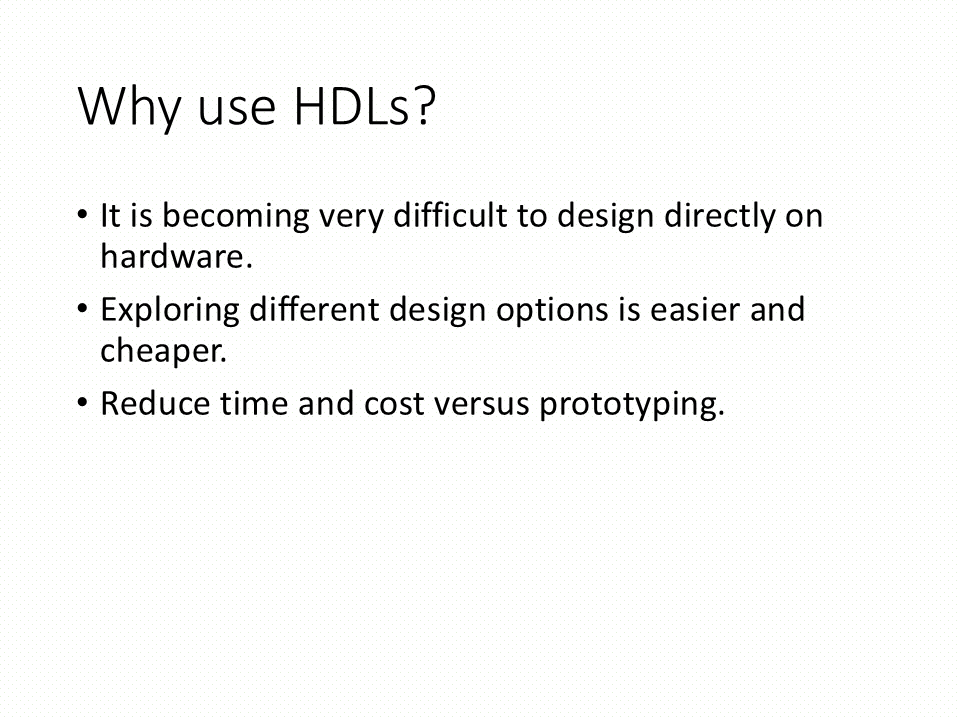 Why use HDLs?
• It is becoming very difficult to design directly on
hardware.
• Exploring different design options is easier and
cheaper.
• Reduce time and cost versus prototyping.